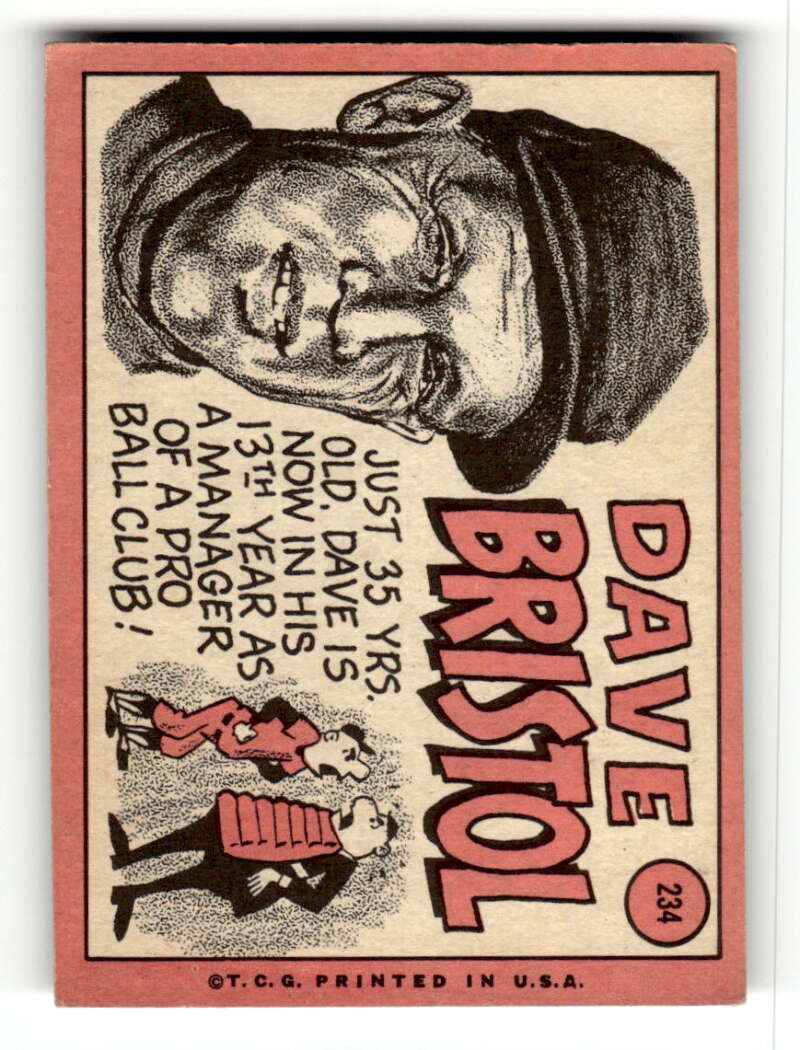 234
DAVE
BRISTOL
JUST 35 YRS.
OLD, DAVE IS
NOW IN HIS
13TH YEAR AS
A MANAGER
OF A PRO
BALL CLUB!
©T.C.G. PRINTED IN U.S.A.